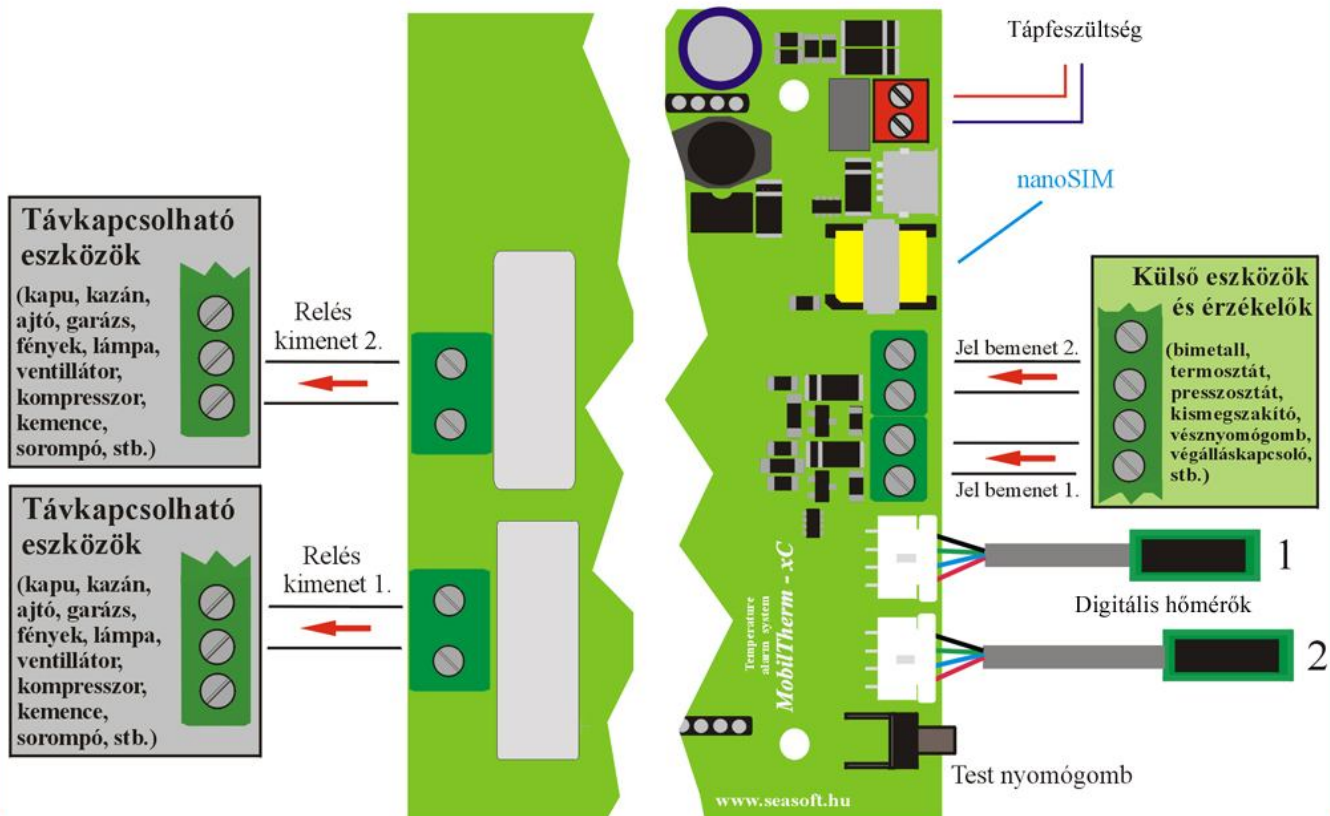 Tápfeszültség
nanoSIM
Távkapcsolható
eszközök
(kapu, kazán,
ajtó, garázs,
fények, lámpa,
ventillátor,
kompresszor,
kemence,
sorompó, stb.)
Relés
kimenet 2.
Távkapcsolható
eszközök
(kapu, kazán,
ajtó, garázs,
fények, lámpa,
ventillátor,
kompresszor,
kemence,
sorompó, stb.)
Relés
kimenet 1.
Jel bemenet 2.
Jel bemenet 1.
Külső eszközök
és érzékelők
(bimetall,
termosztát,
presszosztát,
kismegszakító,
vésznyomógomb,
végálláskapcsoló,
stb.)
1
Digitális hőmérők
2
Temperature
alarm system
MobilTherm - xC
Test nyomógomb
www.seasoft.hu